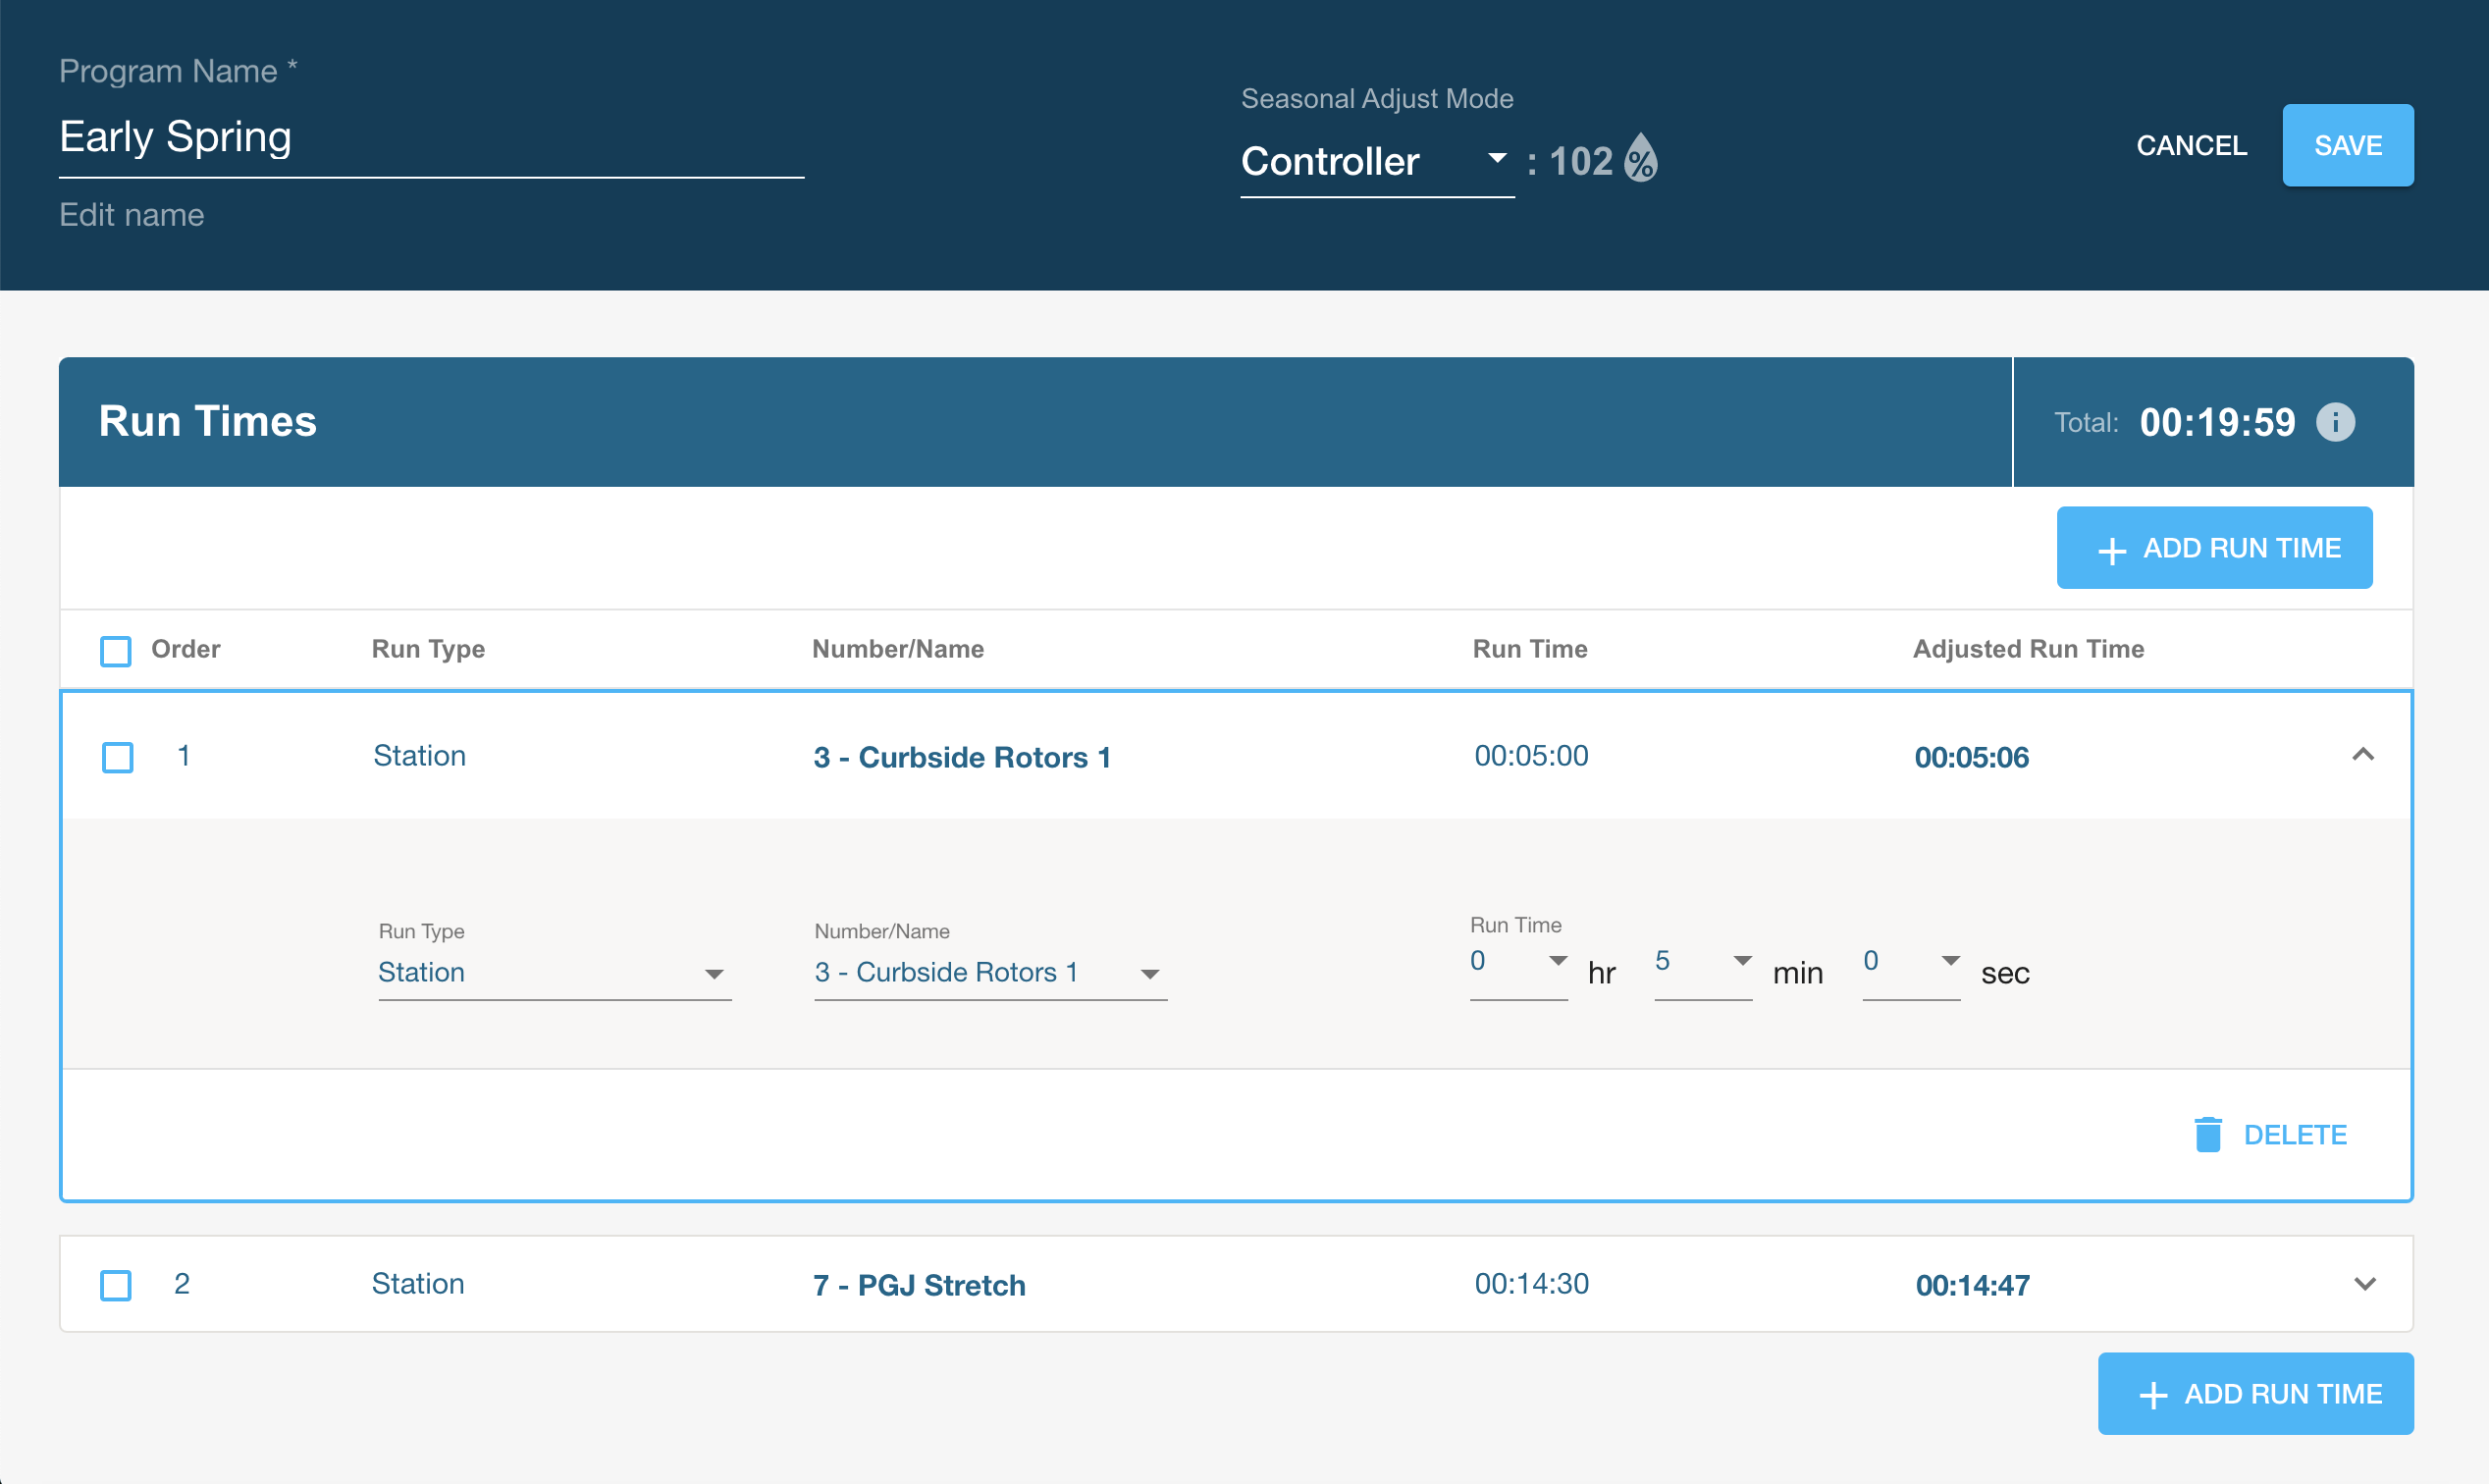 Program Name *
Early Spring
Edit name
Seasonal Adjust Mode
Controller : 102 %
CANCEL SAVE
Run Times Total: 00:19:59 i
+ ADD RUN TIME
Order Run Type Number/Name Run Time Adjusted Run Time
1 Station 3 - Curbside Rotors 1 00:05:00 00:05:06
Run Type Number/Name Run Time
Station 3 - Curbside Rotors 1 0 hr 5 min 0 sec
DELETE
2 Station 7 - PGJ Stretch 00:14:30 00:14:47
+ ADD RUN TIME